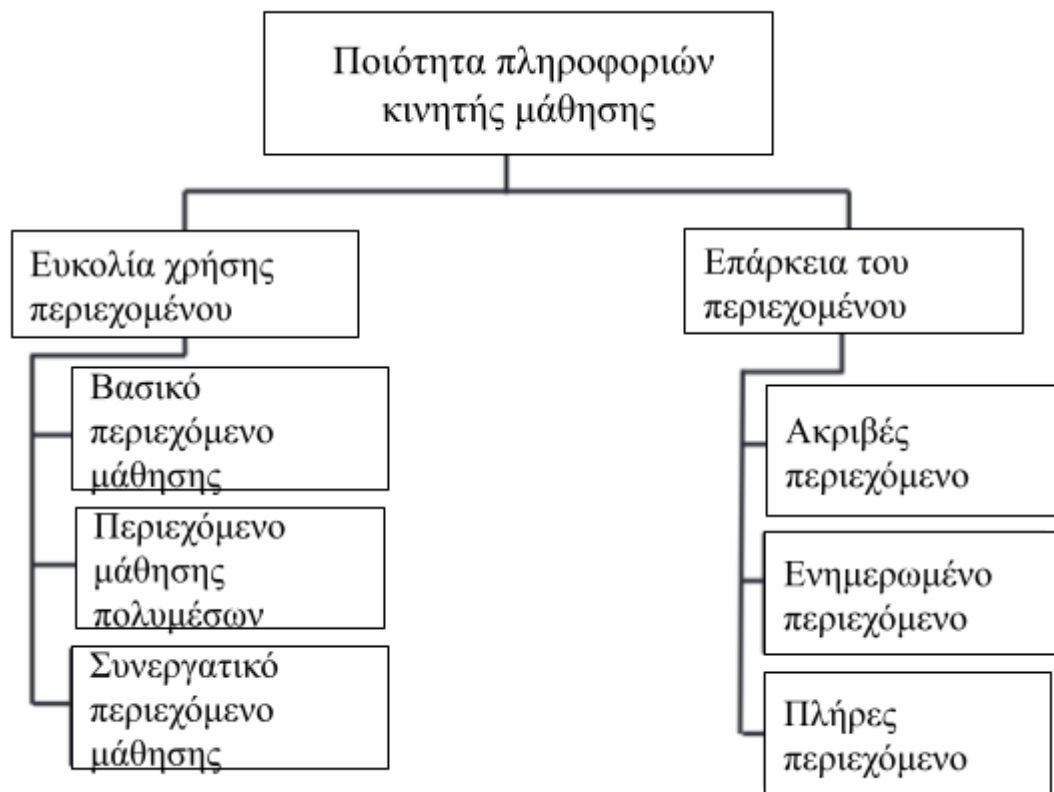 Ποιότητα πληροφοριών
κινητής μάθησης
Ευκολία χρήσης
περιεχομένου
Βασικό
περιεχόμενο
μάθησης
Περιεχόμενο
μάθησης
πολυμέσων
Συνεργατικό
περιεχόμενο
μάθησης
Επάρκεια του
περιεχομένου
Ακριβές
περιεχόμενο
Ενημερωμένο
περιεχόμενο
Πλήρες
περιεχόμενο